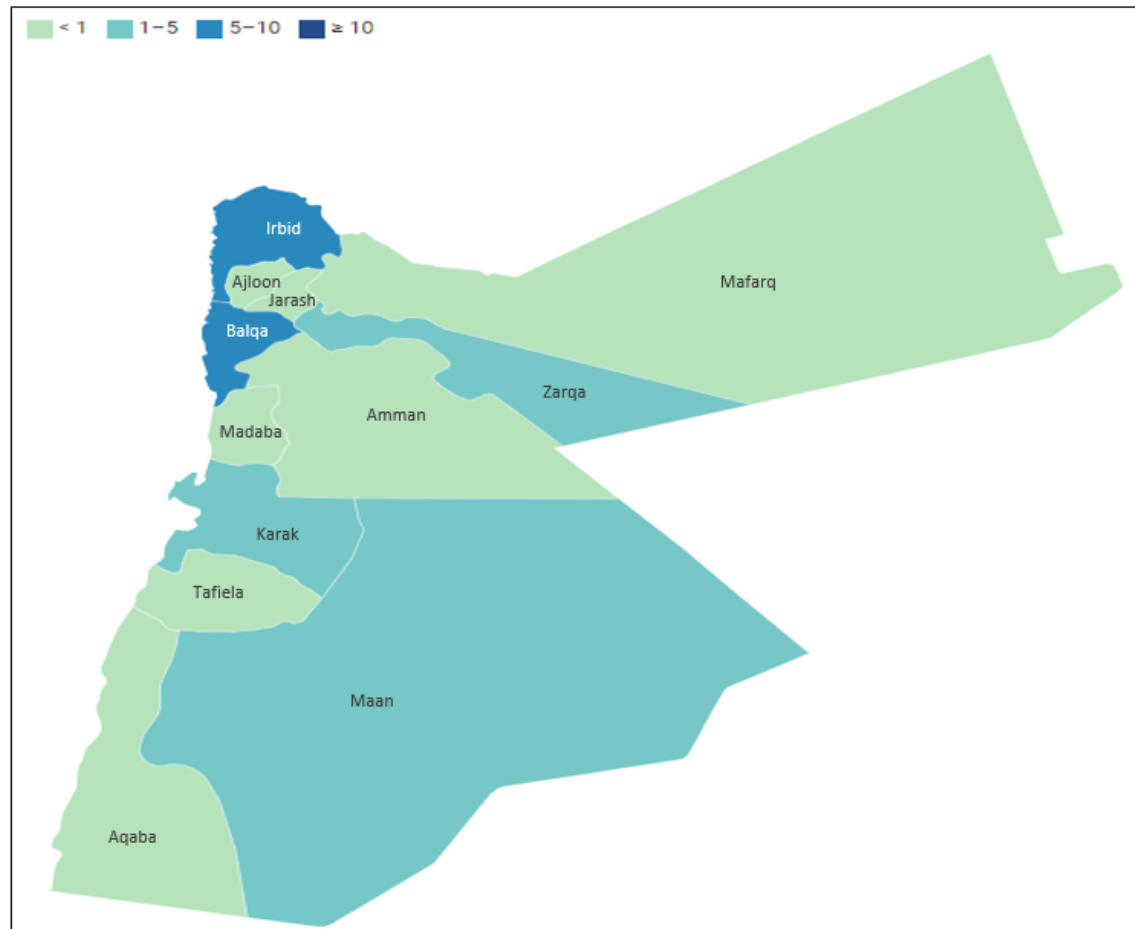 < 1 1–5 5–10 ≥ 10
Irbid
Ajloon
Mafarq
Jarash
Balqa
Zarqa
Amman
Madaba
Karak
Tafiela
Maan
Aqaba